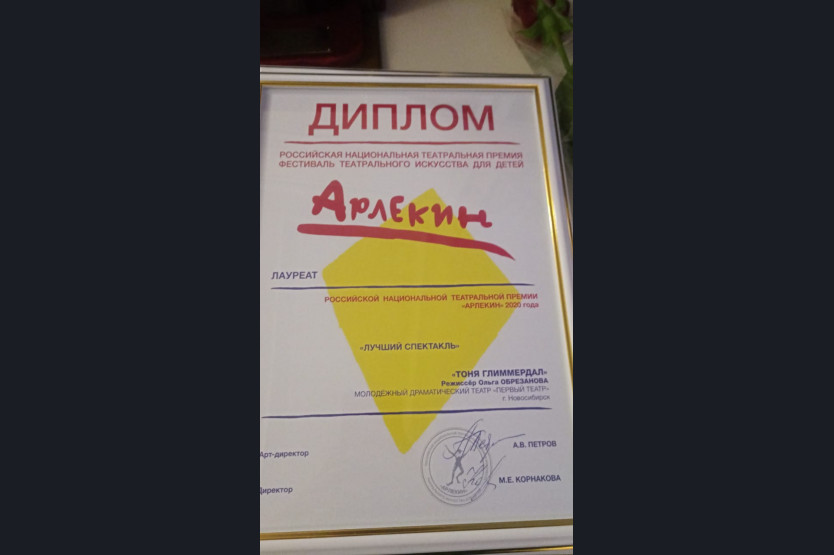 ДИПЛОМ
РОССИЙСКАЯ НАЦИОНАЛЬНАЯ ТЕАТРАЛЬНАЯ ПРЕМИЯ
ФЕСТИВАЛЬ ТЕАТРАЛЬНОГО ИСКУССТВА ДЛЯ ДЕТЕЙ
АРЛЕКИН
ЛАУРЕАТ
РОССИЙСКОЙ НАЦИОНАЛЬНОЙ ТЕАТРАЛЬНОЙ ПРЕМИИ
«АРЛЕКИН» 2020 года
«ЛУЧШИЙ СПЕКТАКЛЬ»
«ТОНЯ ГЛИММЕРДАЛ»
Режиссёр Ольга ОБРЕЗАНОВА
МОЛОДЁЖНЫЙ ДРАМАТИЧЕСКИЙ ТЕАТР «ПЕРВЫЙ ТЕАТР»
г. Новосибирск
Арт-директор
А.В. ПЕТРОВ
Директор
М.Е. КОРНАКОВА